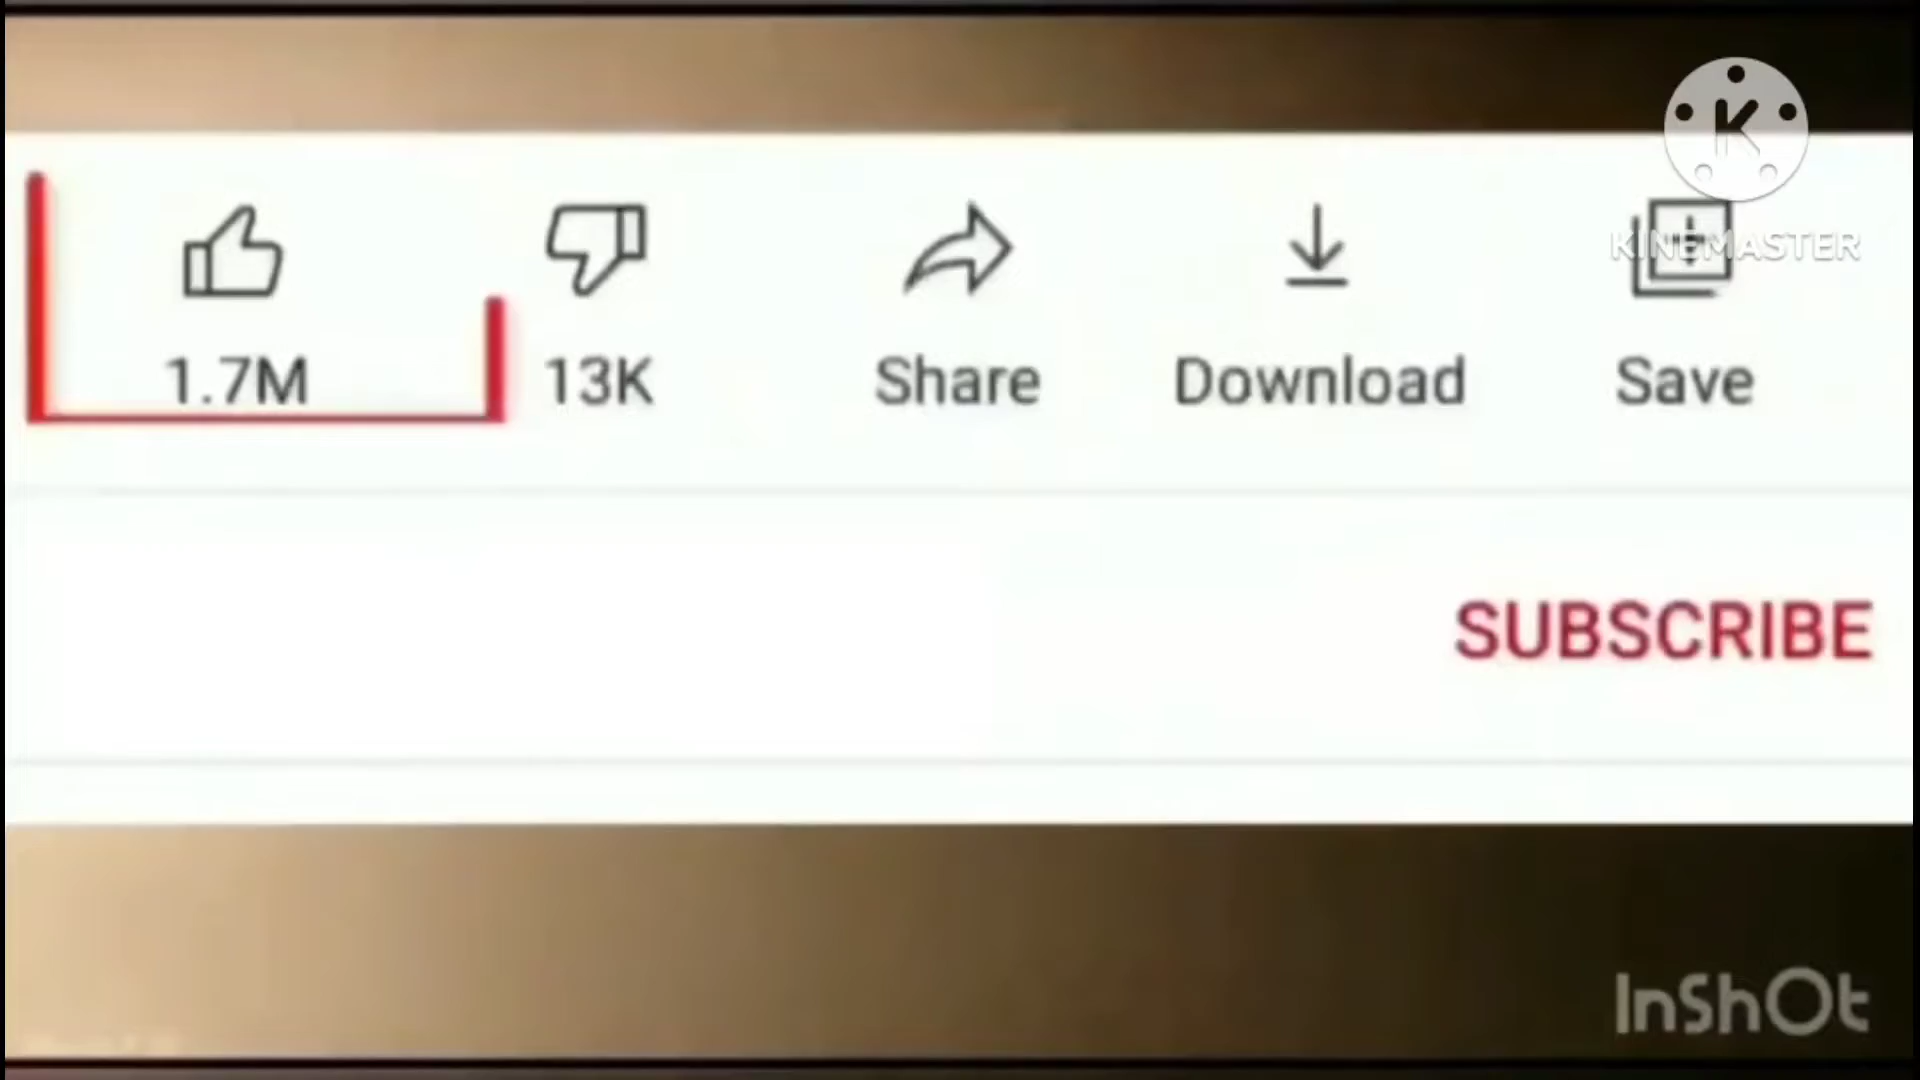 K
KINEMASTER
1.7M 13K Share Download Save
SUBSCRIBE
InShOt